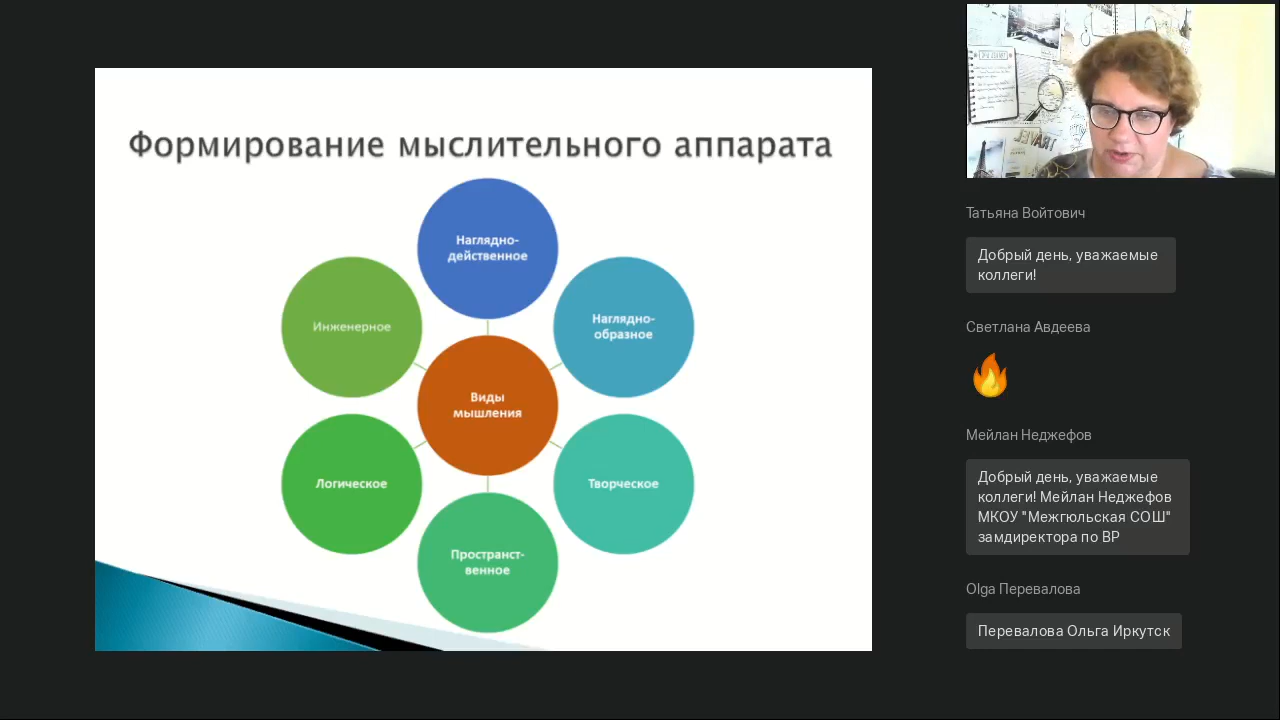 Формирование мыслительного аппарата
Наглядно-
действенное
Наглядно-
образное
Творческое
Пространст-
венное
Логическое
Инженерное
Виды
мышления
TRAVEL
Татьяна Войтович
Добрый день, уважаемые
коллеги!
Светлана Авдеева
Мейлан Неджефов
Добрый день, уважаемые
коллеги! Мейлан Неджефов
МКОУ "Межгюльская СОШ"
замдиректора по ВР
Olga Перевалова
Перевалова Ольга Иркутск